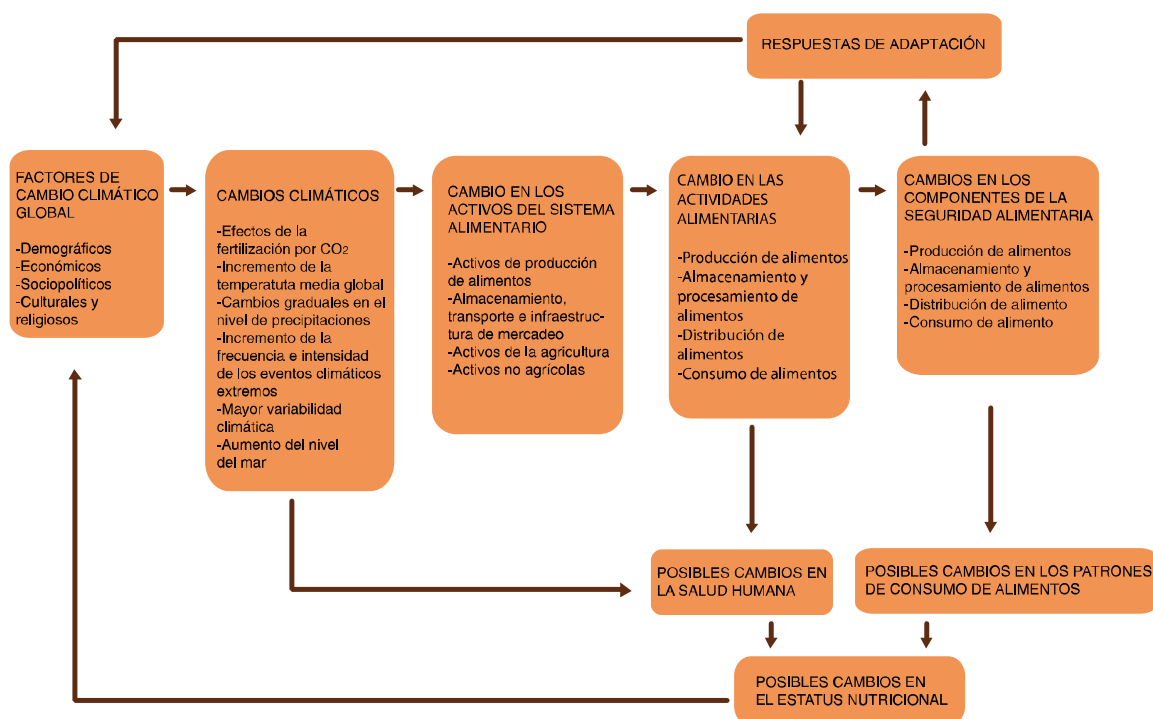 RESPUESTAS DE ADAPTACIÓN
FACTORES DE
CAMBIO CLIMÁTICO
GLOBAL
-Demográficos
-Económicos
-Sociopolíticos
-Culturales y
religiosos
CAMBIOS CLIMÁTICOS
-Efectos de la
fertilización por CO2
-Incremento de la
temperatuta media global
-Cambios graduales en el
nivel de precipitaciones
-Incremento de la
frecuencia e intensidad
de los eventos climáticos
extremos
-Mayor variabilidad
climática
-Aumento del nivel
del mar
CAMBIO EN LOS
ACTIVOS DEL SISTEMA
ALIMENTARIO
-Activos de producción
de alimentos
-Almacenamiento,
transporte e infraestruc-
tura de mercadeo
-Activos de la agricultura
-Activos no agrícolas
CAMBIO EN LAS
ACTIVIDADES
ALIMENTARIAS
-Producción de alimentos
-Almacenamiento y
procesamiento de
alimentos
-Distribución de
alimentos
-Consumo de alimentos
CAMBIOS EN LOS
COMPONENTES DE LA
SEGURIDAD ALIMENTARIA
-Producción de alimentos
-Almacenamiento y
procesamiento de alimentos
-Distribución de alimento
-Consumo de alimento
POSIBLES CAMBIOS EN
LA SALUD HUMANA
POSIBLES CAMBIOS EN LOS PATRONES
DE CONSUMO DE ALIMENTOS
POSIBLES CAMBIOS EN
EL ESTATUS NUTRICIONAL